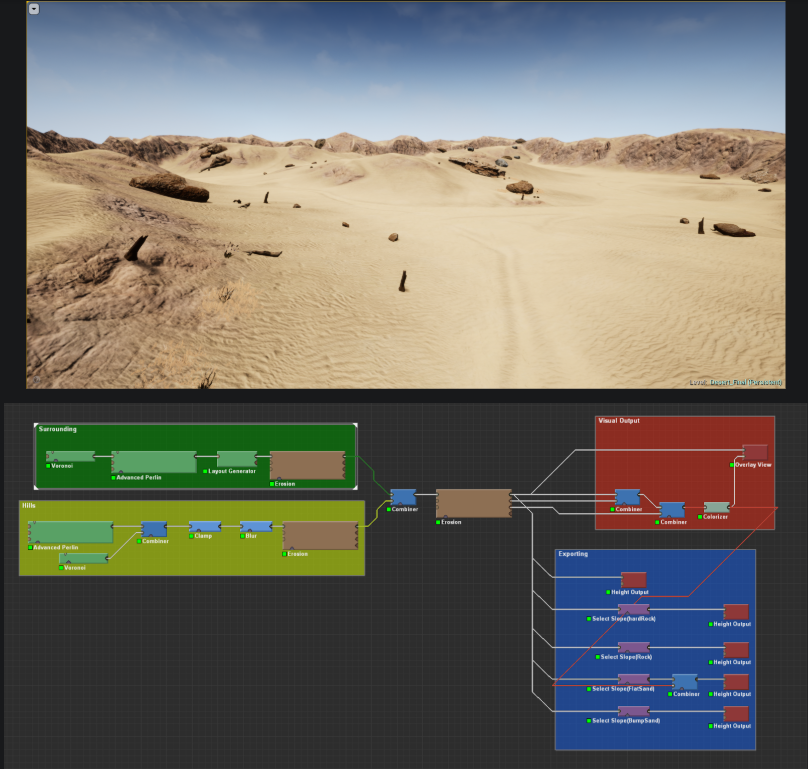 Level: Desert_Final (Persistent)
Surrounding
Voronoi
Advanced Perlin
Layout Generator
Erosion
Hills
Advanced Perlin
Voronoi
Combiner
Clamp
Blur
Erosion
Combiner
Erosion
Visual Output
Overlay View
Combiner
Combiner
Colorizer
Exporting
Height Output
Select Slope(hardRock)
Height Output
Select Slope(Rock)
Height Output
Select Slope(FlatSand)
Combiner
Height Output
Select Slope(BumpSand)
Height Output